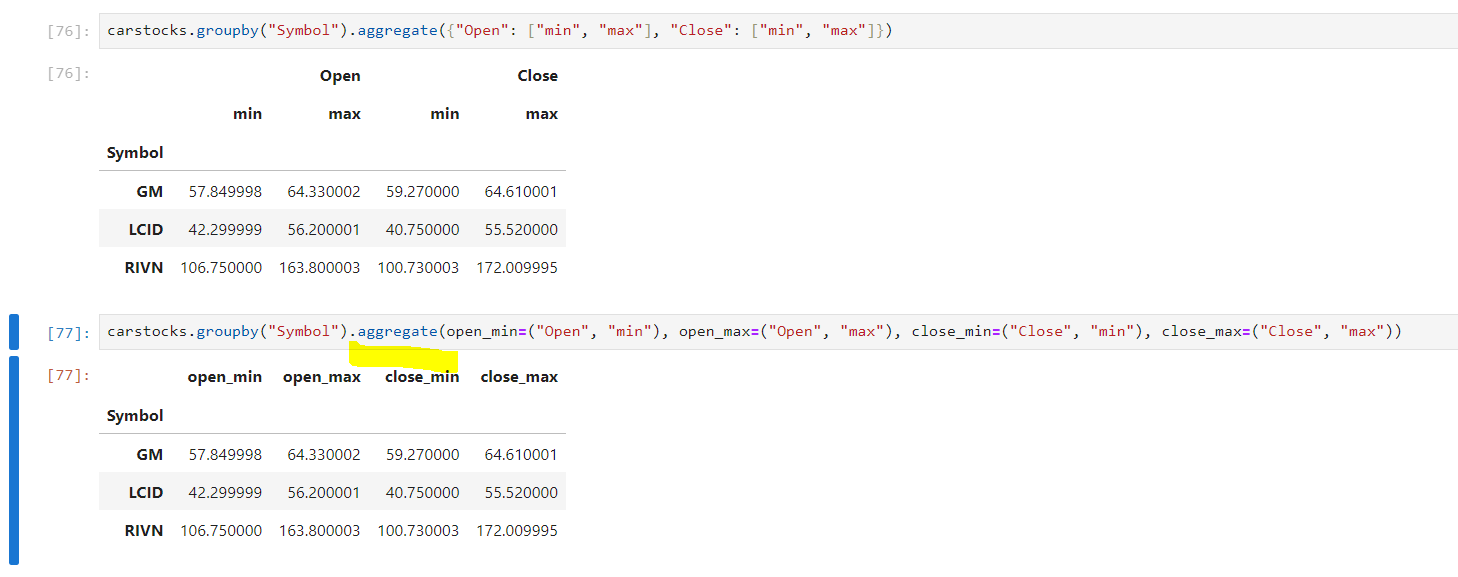 [76]: carstocks.groupby("Symbol").aggregate({"Open": ["min", "max"], "Close": ["min", "max"]})
[76]: Open Close
min max min max
Symbol
GM 57.849998 64.330002 59.270000 64.610001
LCID 42.299999 56.200001 40.750000 55.520000
RIVN 106.750000 163.800003 100.730003 172.009995
[77]: carstocks.groupby("Symbol").aggregate(open_min=("Open", "min"), open_max=("Open", "max"), close_min=("Close", "min"), close_max=("Close", "max"))
[77]: open_min open_max close_min close_max
Symbol
GM 57.849998 64.330002 59.270000 64.610001
LCID 42.299999 56.200001 40.750000 55.520000
RIVN 106.750000 163.800003 100.730003 172.009995